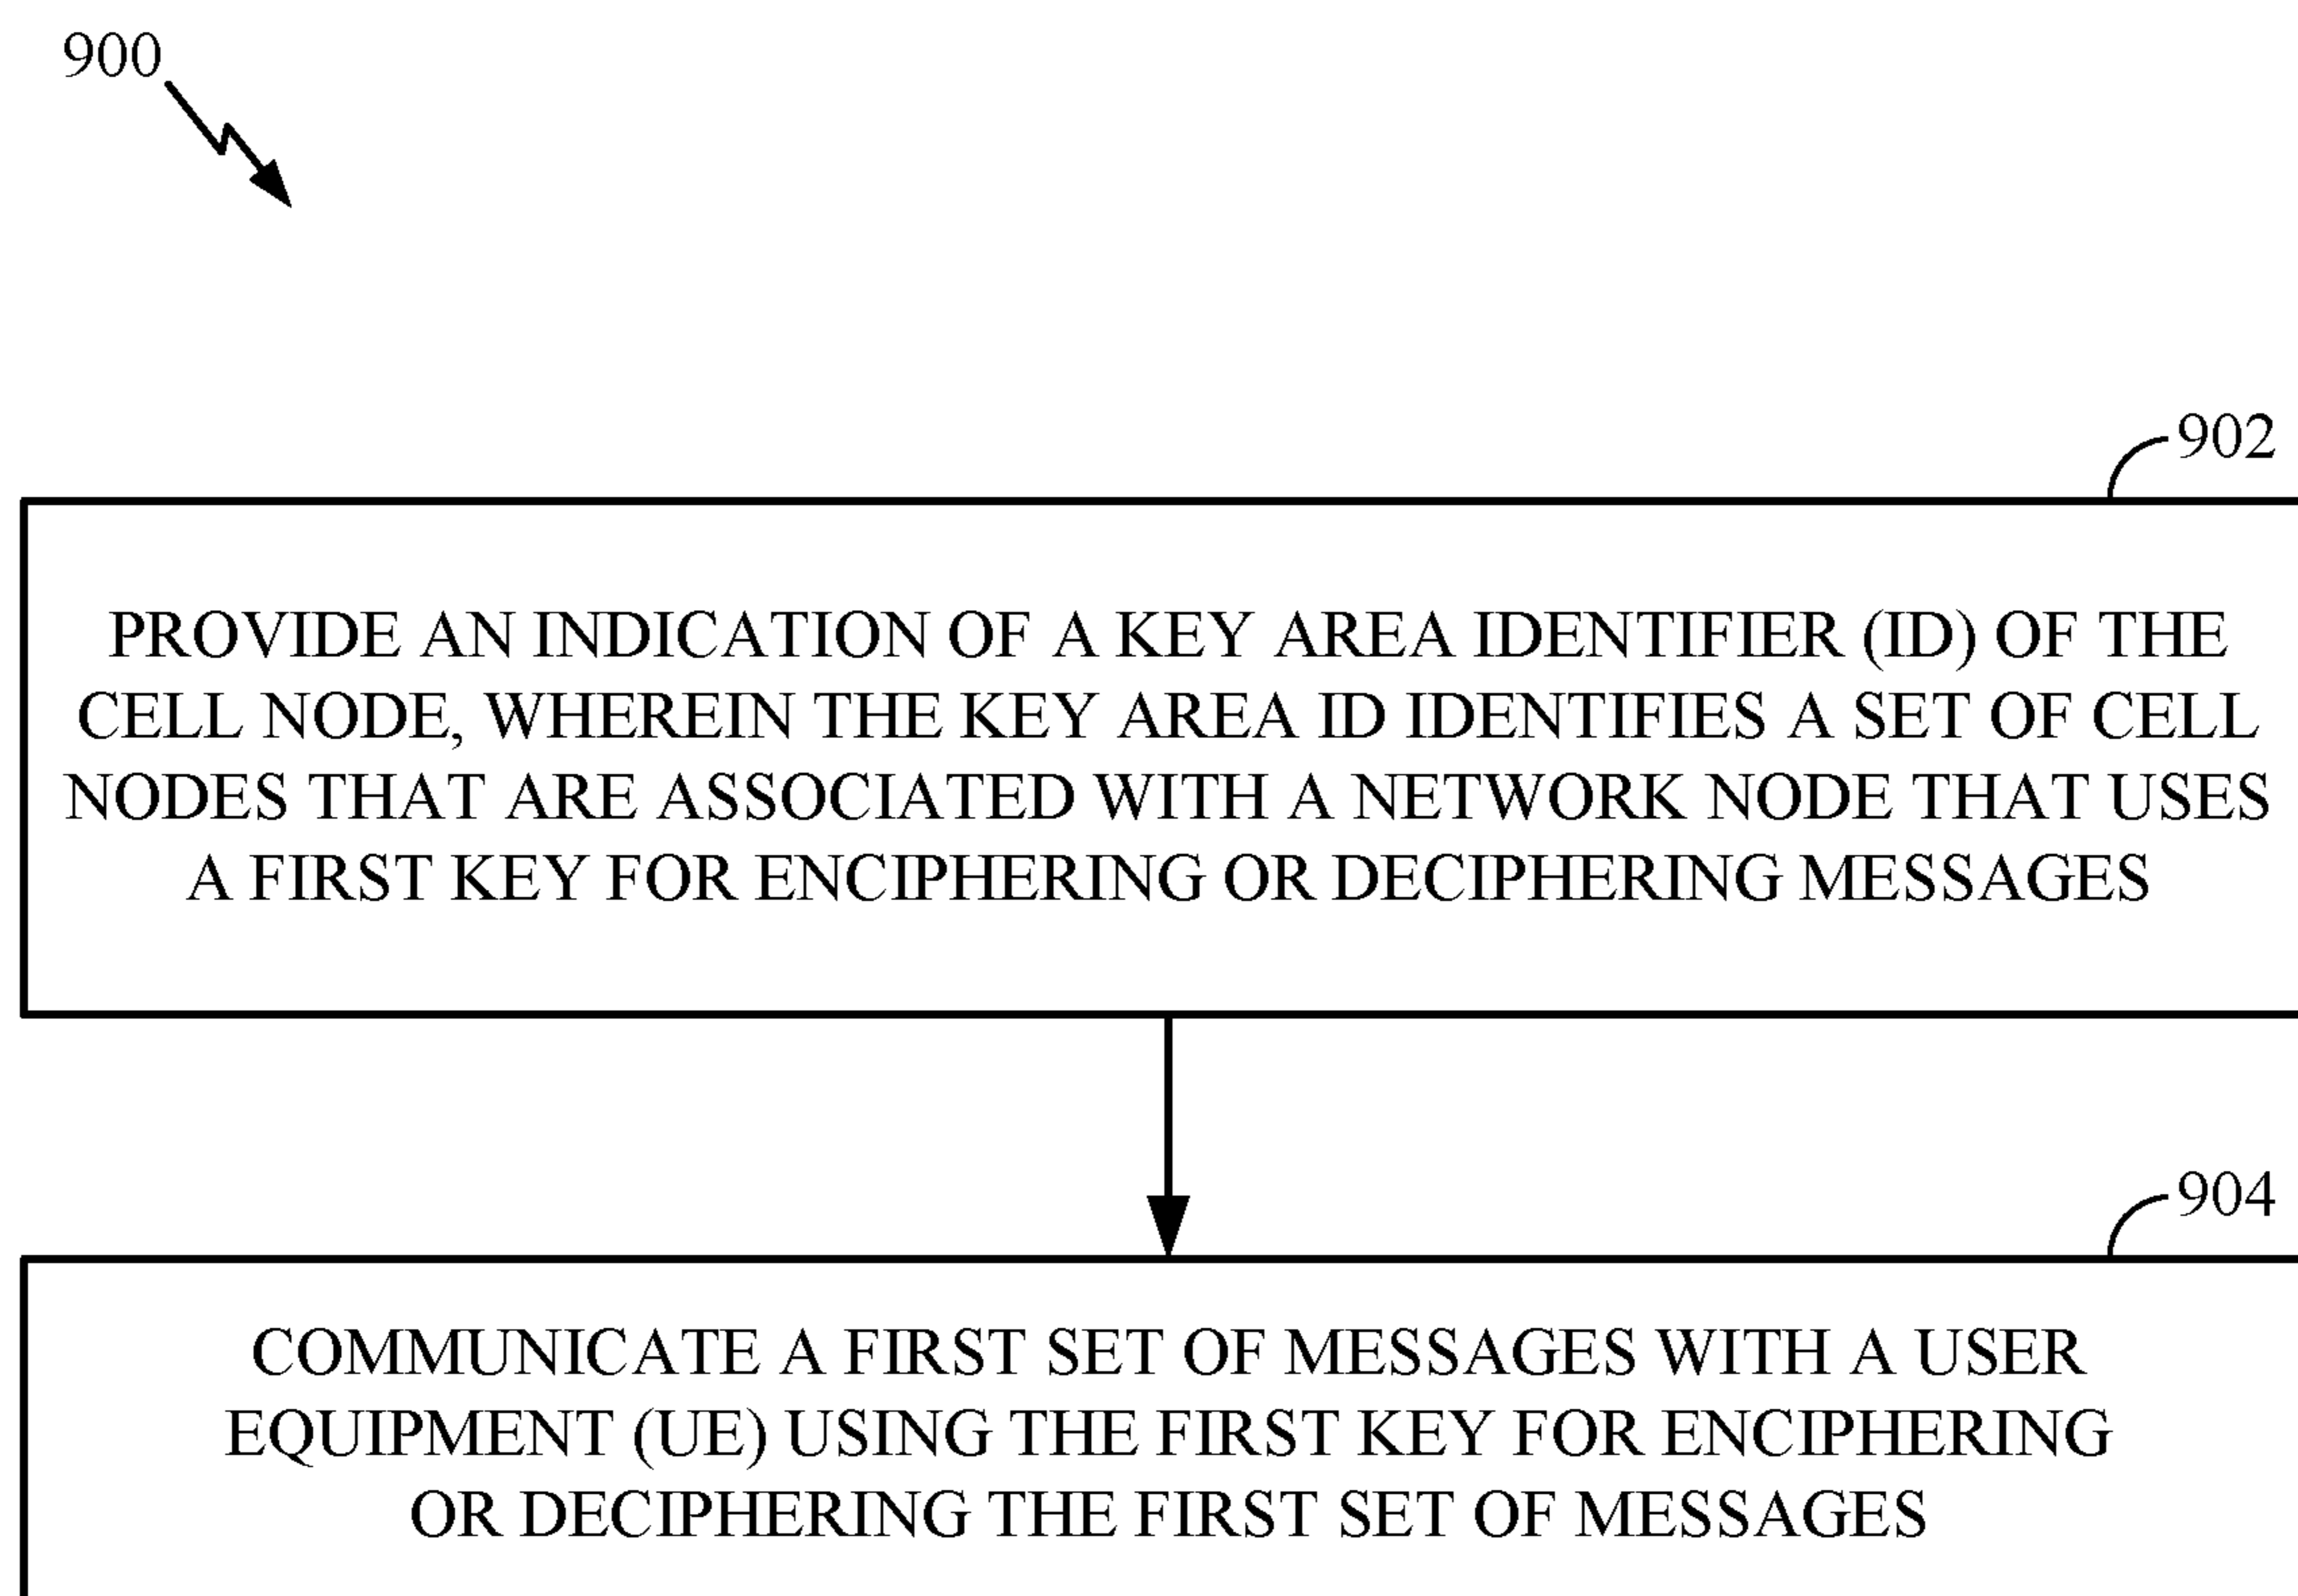 900
902
PROVIDE AN INDICATION OF A KEY AREA IDENTIFIER (ID) OF THE
CELL NODE, WHEREIN THE KEY AREA ID IDENTIFIES A SET OF CELL
NODES THAT ARE ASSOCIATED WITH A NETWORK NODE THAT USES
A FIRST KEY FOR ENCIPHERING OR DECIPHERING MESSAGES
904
COMMUNICATE A FIRST SET OF MESSAGES WITH A USER
EQUIPMENT (UE) USING THE FIRST KEY FOR ENCIPHERING
OR DECIPHERING THE FIRST SET OF MESSAGES